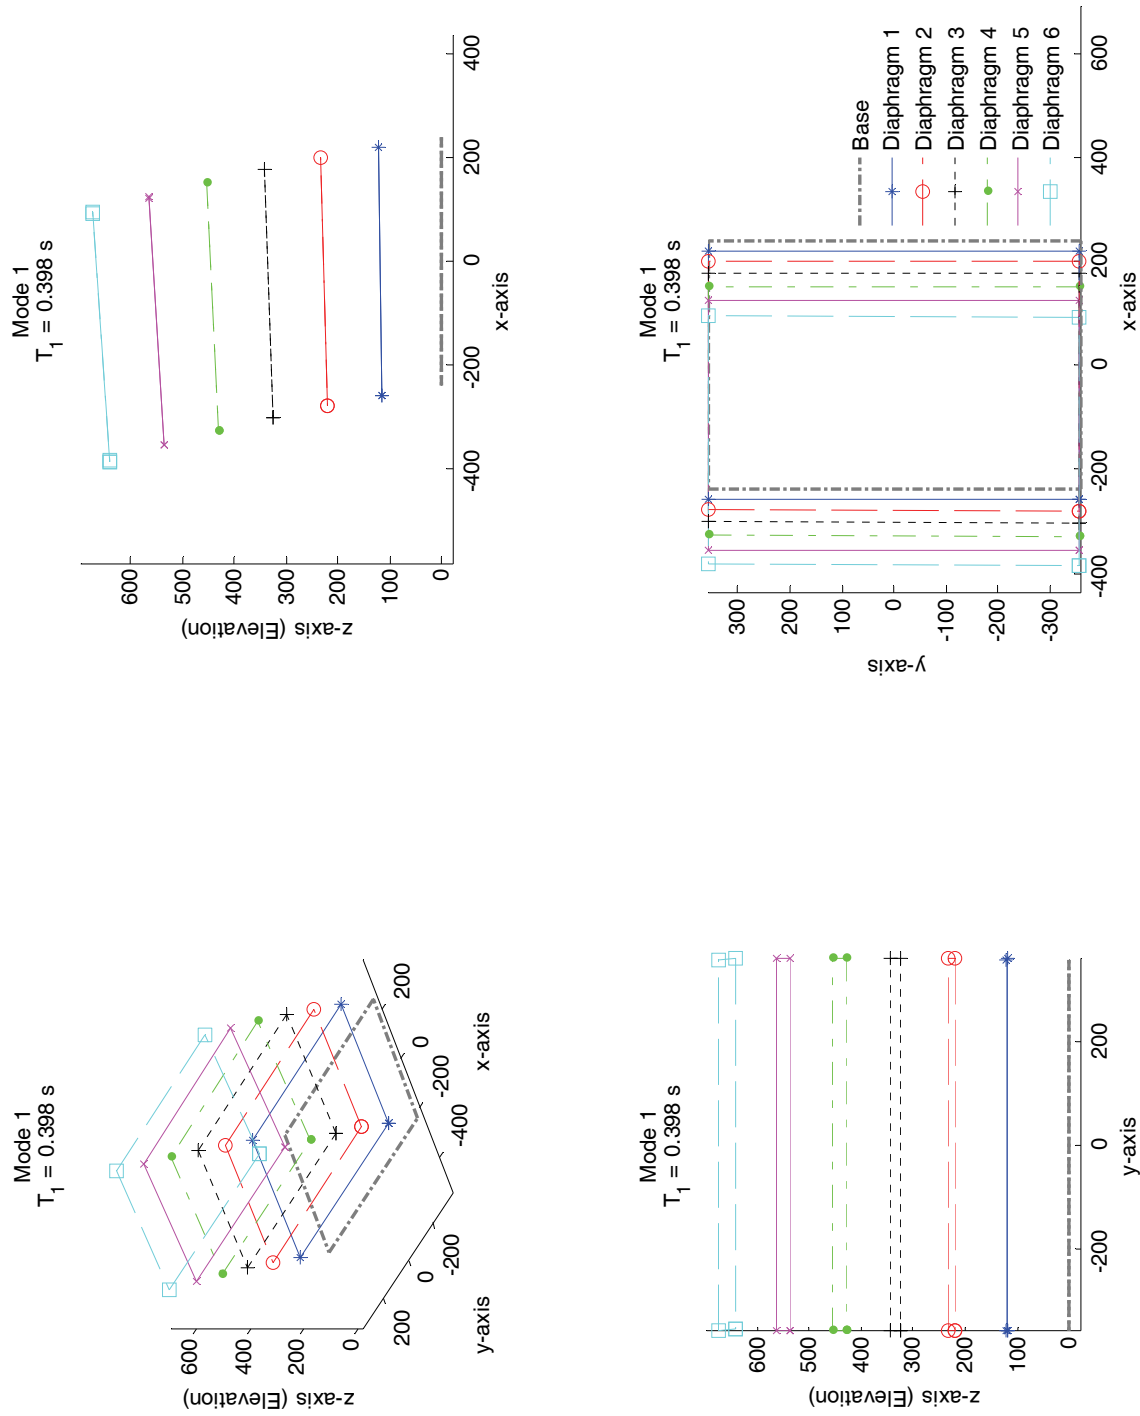 Mode 1
T1 = 0.398 s
600
400
200
0
z-axis (Elevation)
200
0
-200
y-axis
-400
-200
0
200
x-axis
Mode 1
T1 = 0.398 s
600
500
400
300
200
100
0
z-axis (Elevation)
-400
-200
0
200
400
x-axis
Mode 1
T1 = 0.398 s
600
500
400
300
200
100
0
z-axis (Elevation)
-200
0
200
y-axis
Mode 1
T1 = 0.398 s
300
200
100
0
-100
-200
-300
y-axis
-400
-200
0
200
400
600
x-axis
Base
Diaphragm 1
Diaphragm 2
Diaphragm 3
Diaphragm 4
Diaphragm 5
Diaphragm 6